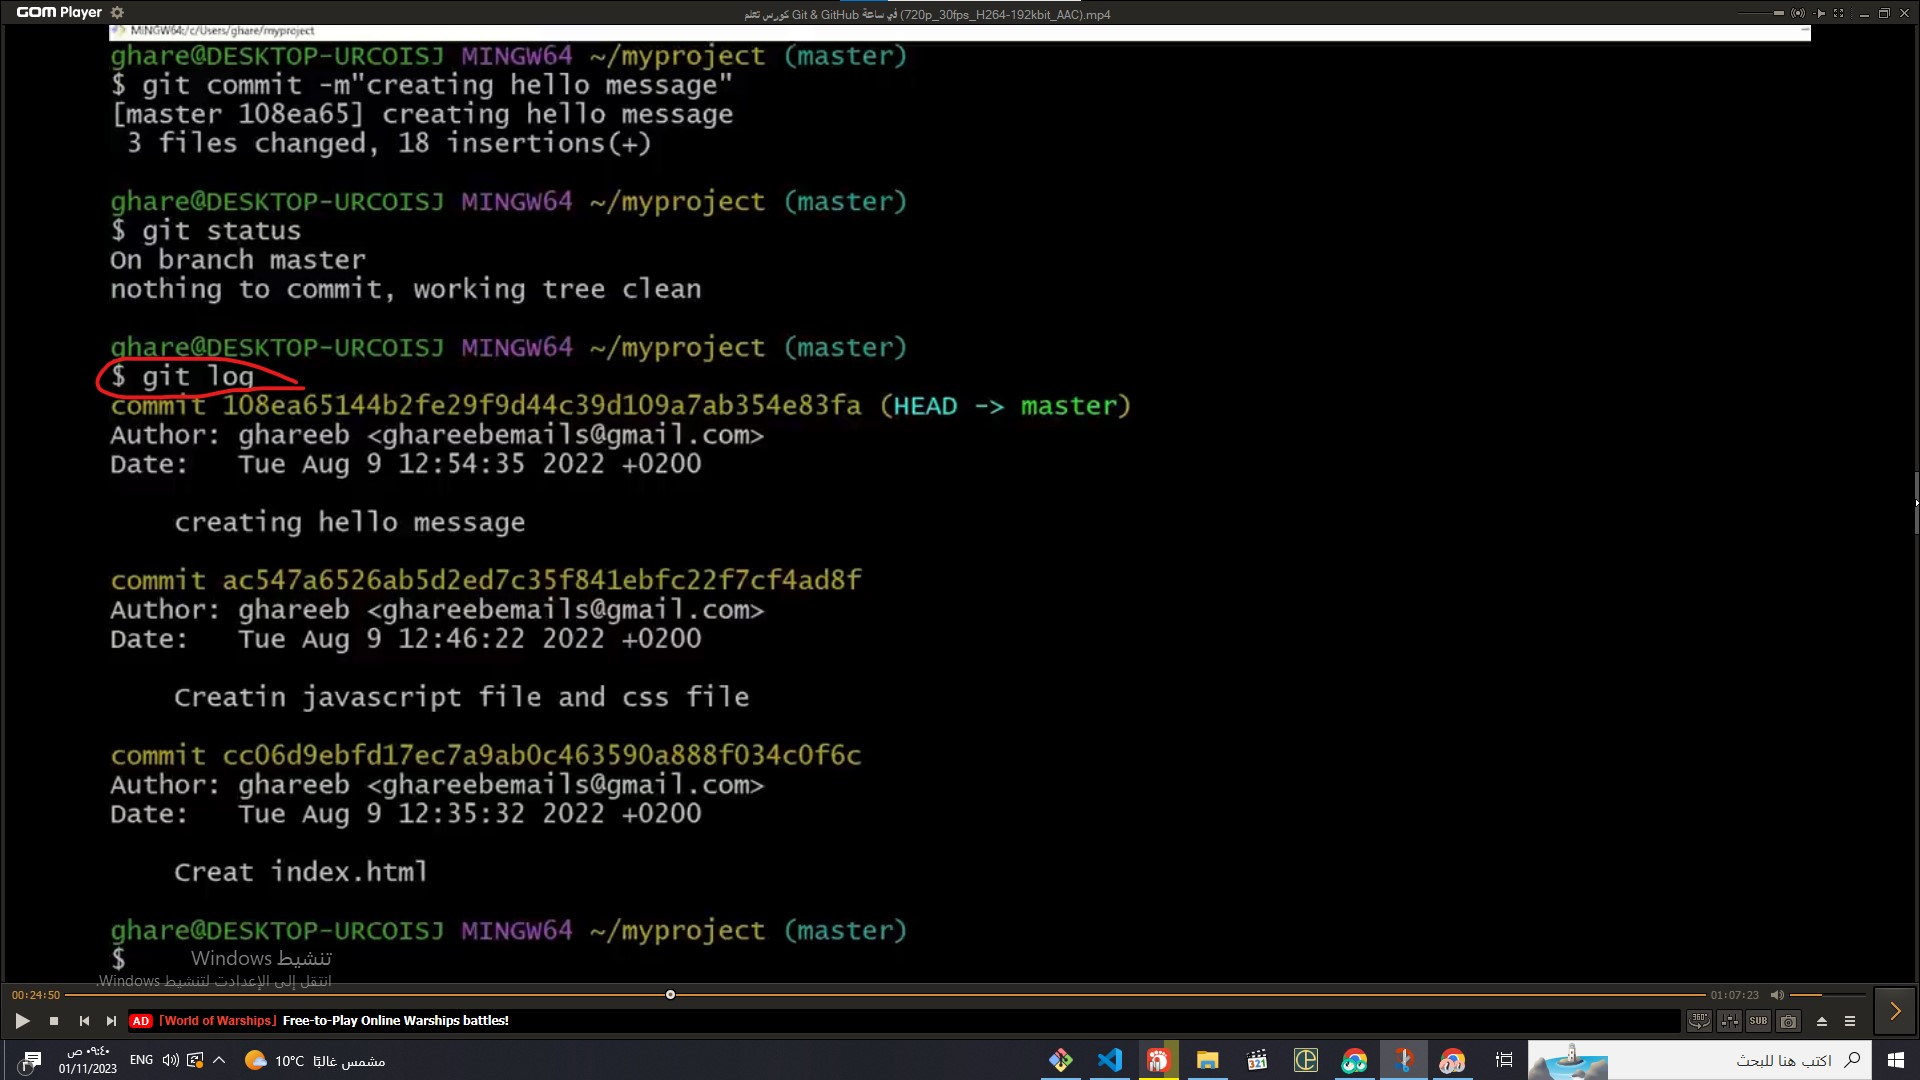 GOM Player
كورس تتعلم Git & GitHub في ساعة (720p_30fps_H264-192kbit_AAC).mp4
MINGW64:/c/Users/ghare/myproject
ghare@DESKTOP-URCOISJ MINGW64 ~/myproject (master)
$ git commit -m"creating hello message"
[master 108ea65] creating hello message
3 files changed, 18 insertions(+)
ghare@DESKTOP-URCOISJ MINGW64 ~/myproject (master)
$ git status
On branch master
nothing to commit, working tree clean
ghare@DESKTOP-URCOISJ MINGW64 ~/myproject (master)
$ git log
commit 108ea65144b2fe29f9d44c39d109a7ab354e83fa (HEAD -> master)
Author: ghareeb <ghareebemails@gmail.com>
Date:   Tue Aug 9 12:54:35 2022 +0200
creating hello message
commit ac547a6526ab5d2ed7c35f841ebfc22f7cf4ad8f
Author: ghareeb <ghareebemails@gmail.com>
Date:   Tue Aug 9 12:46:22 2022 +0200
Creatin javascript file and css file
commit cc06d9ebfd17ec7a9ab0c463590a888f034c0f6c
Author: ghareeb <ghareebemails@gmail.com>
Date:   Tue Aug 9 12:35:32 2022 +0200
Creat index.html
ghare@DESKTOP-URCOISJ MINGW64 ~/myproject (master)
$
تنشيط Windows
انتقل إلى الإعدادات لتنشيط Windows.
00:24:50
01:07:23
AD [World of Warships] Free-to-Play Online Warships battles!
360°
SUB
ENG
٠٩:٤٠ ص
01/11/2023
10°C مشمس غالبًا
321
اكتب هنا للبحث